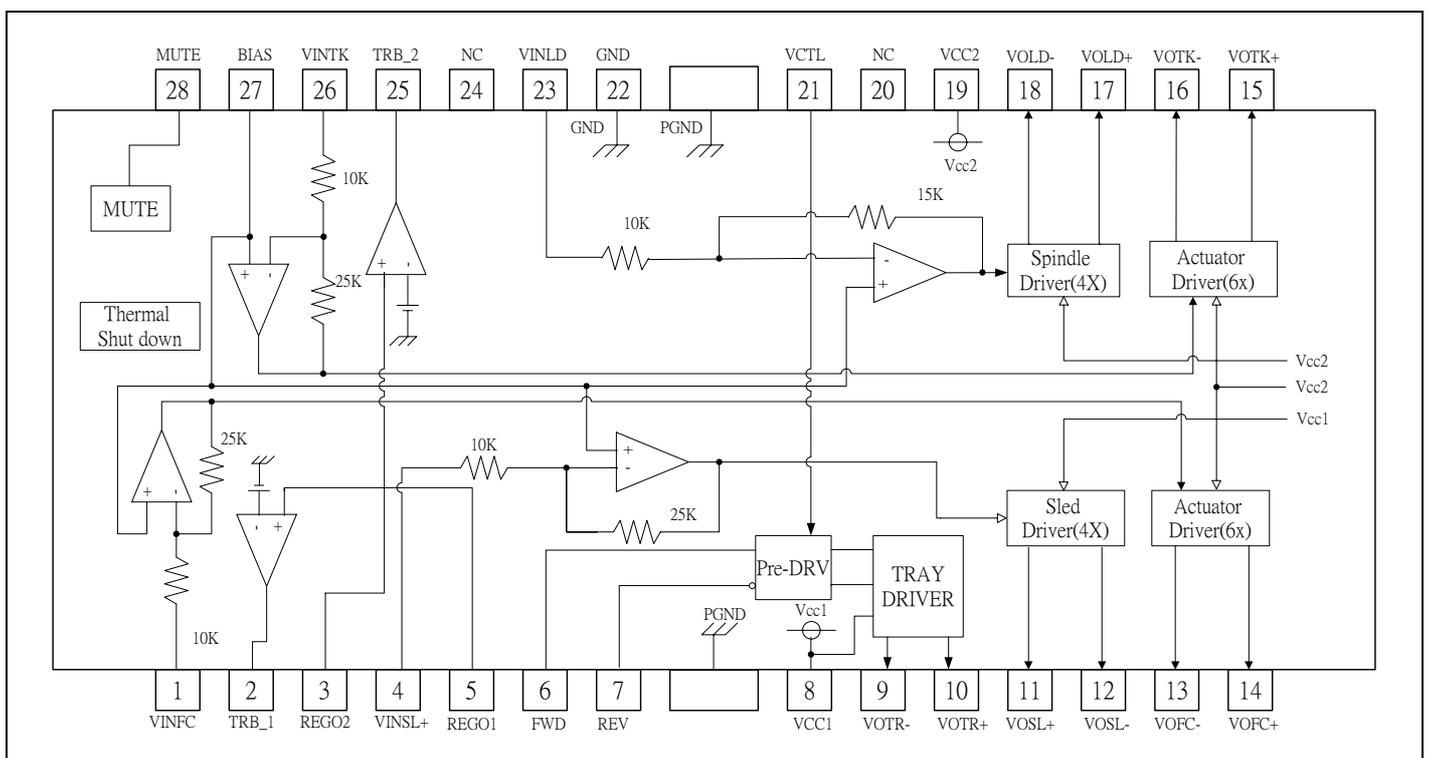 MUTE BIAS VINTK TRB_2 NC VINLD GND VCTL NC VCC2 VOLD- VOLD+ VOTK- VOTK+
28 27 26 25 24 23 22 21 20 19 18 17 16 15
GND PGND
Vcc2
10K
MUTE
15K
10K
+ - + - - +
Spindle
Driver(4X)
Actuator
Driver(6x)
25K
Thermal
Shut down
Vcc2
Vcc2
Vcc1
25K
10K
+ -
+ -
- +
25K
Sled
Driver(4X)
Actuator
Driver(6x)
Pre-DRV
TRAY
DRIVER
Vcc1
PGND
10K
1 2 3 4 5 6 7 8 9 10 11 12 13 14
VINFC TRB_1 REGO2 VINSL+ REGO1 FWD REV VCC1 VOTR- VOTR+ VOSL+ VOSL- VOFC- VOFC+